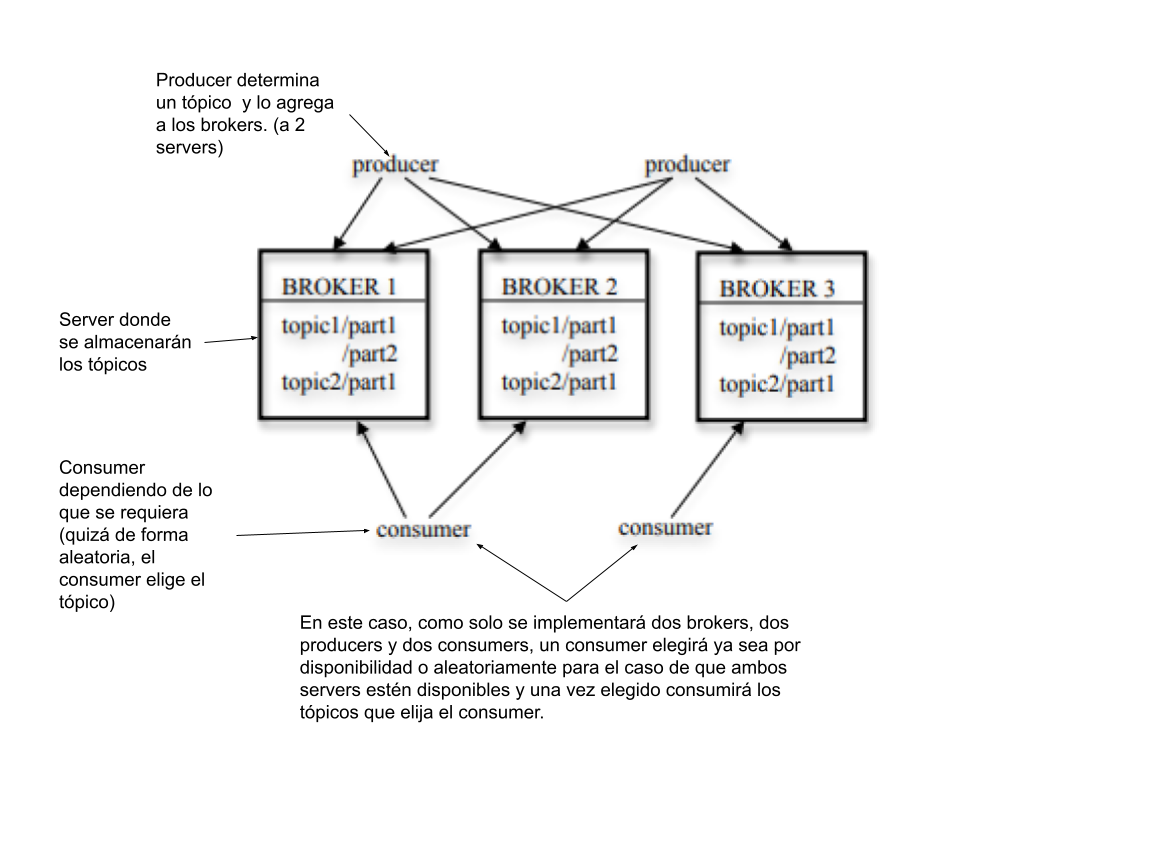 Producer determina
un tópico  y lo agrega
a los brokers. (a 2
servers)
producer
producer
BROKER 1
topic1/part1
/part2
topic2/part1
BROKER 2
topic1/part1
/part2
topic2/part1
BROKER 3
topic1/part1
/part2
topic2/part1
Server donde
se almacenarán
los tópicos
Consumer
dependiendo de lo
que se requiera
(quizá de forma
aleatoria, el
consumer elige el
tópico)
consumer
consumer
En este caso, como solo se implementará dos brokers, dos
producers y dos consumers, un consumer elegirá ya sea por
disponibilidad o aleatoriamente para el caso de que ambos
servers estén disponibles y una vez elegido consumirá los
tópicos que elija el consumer.